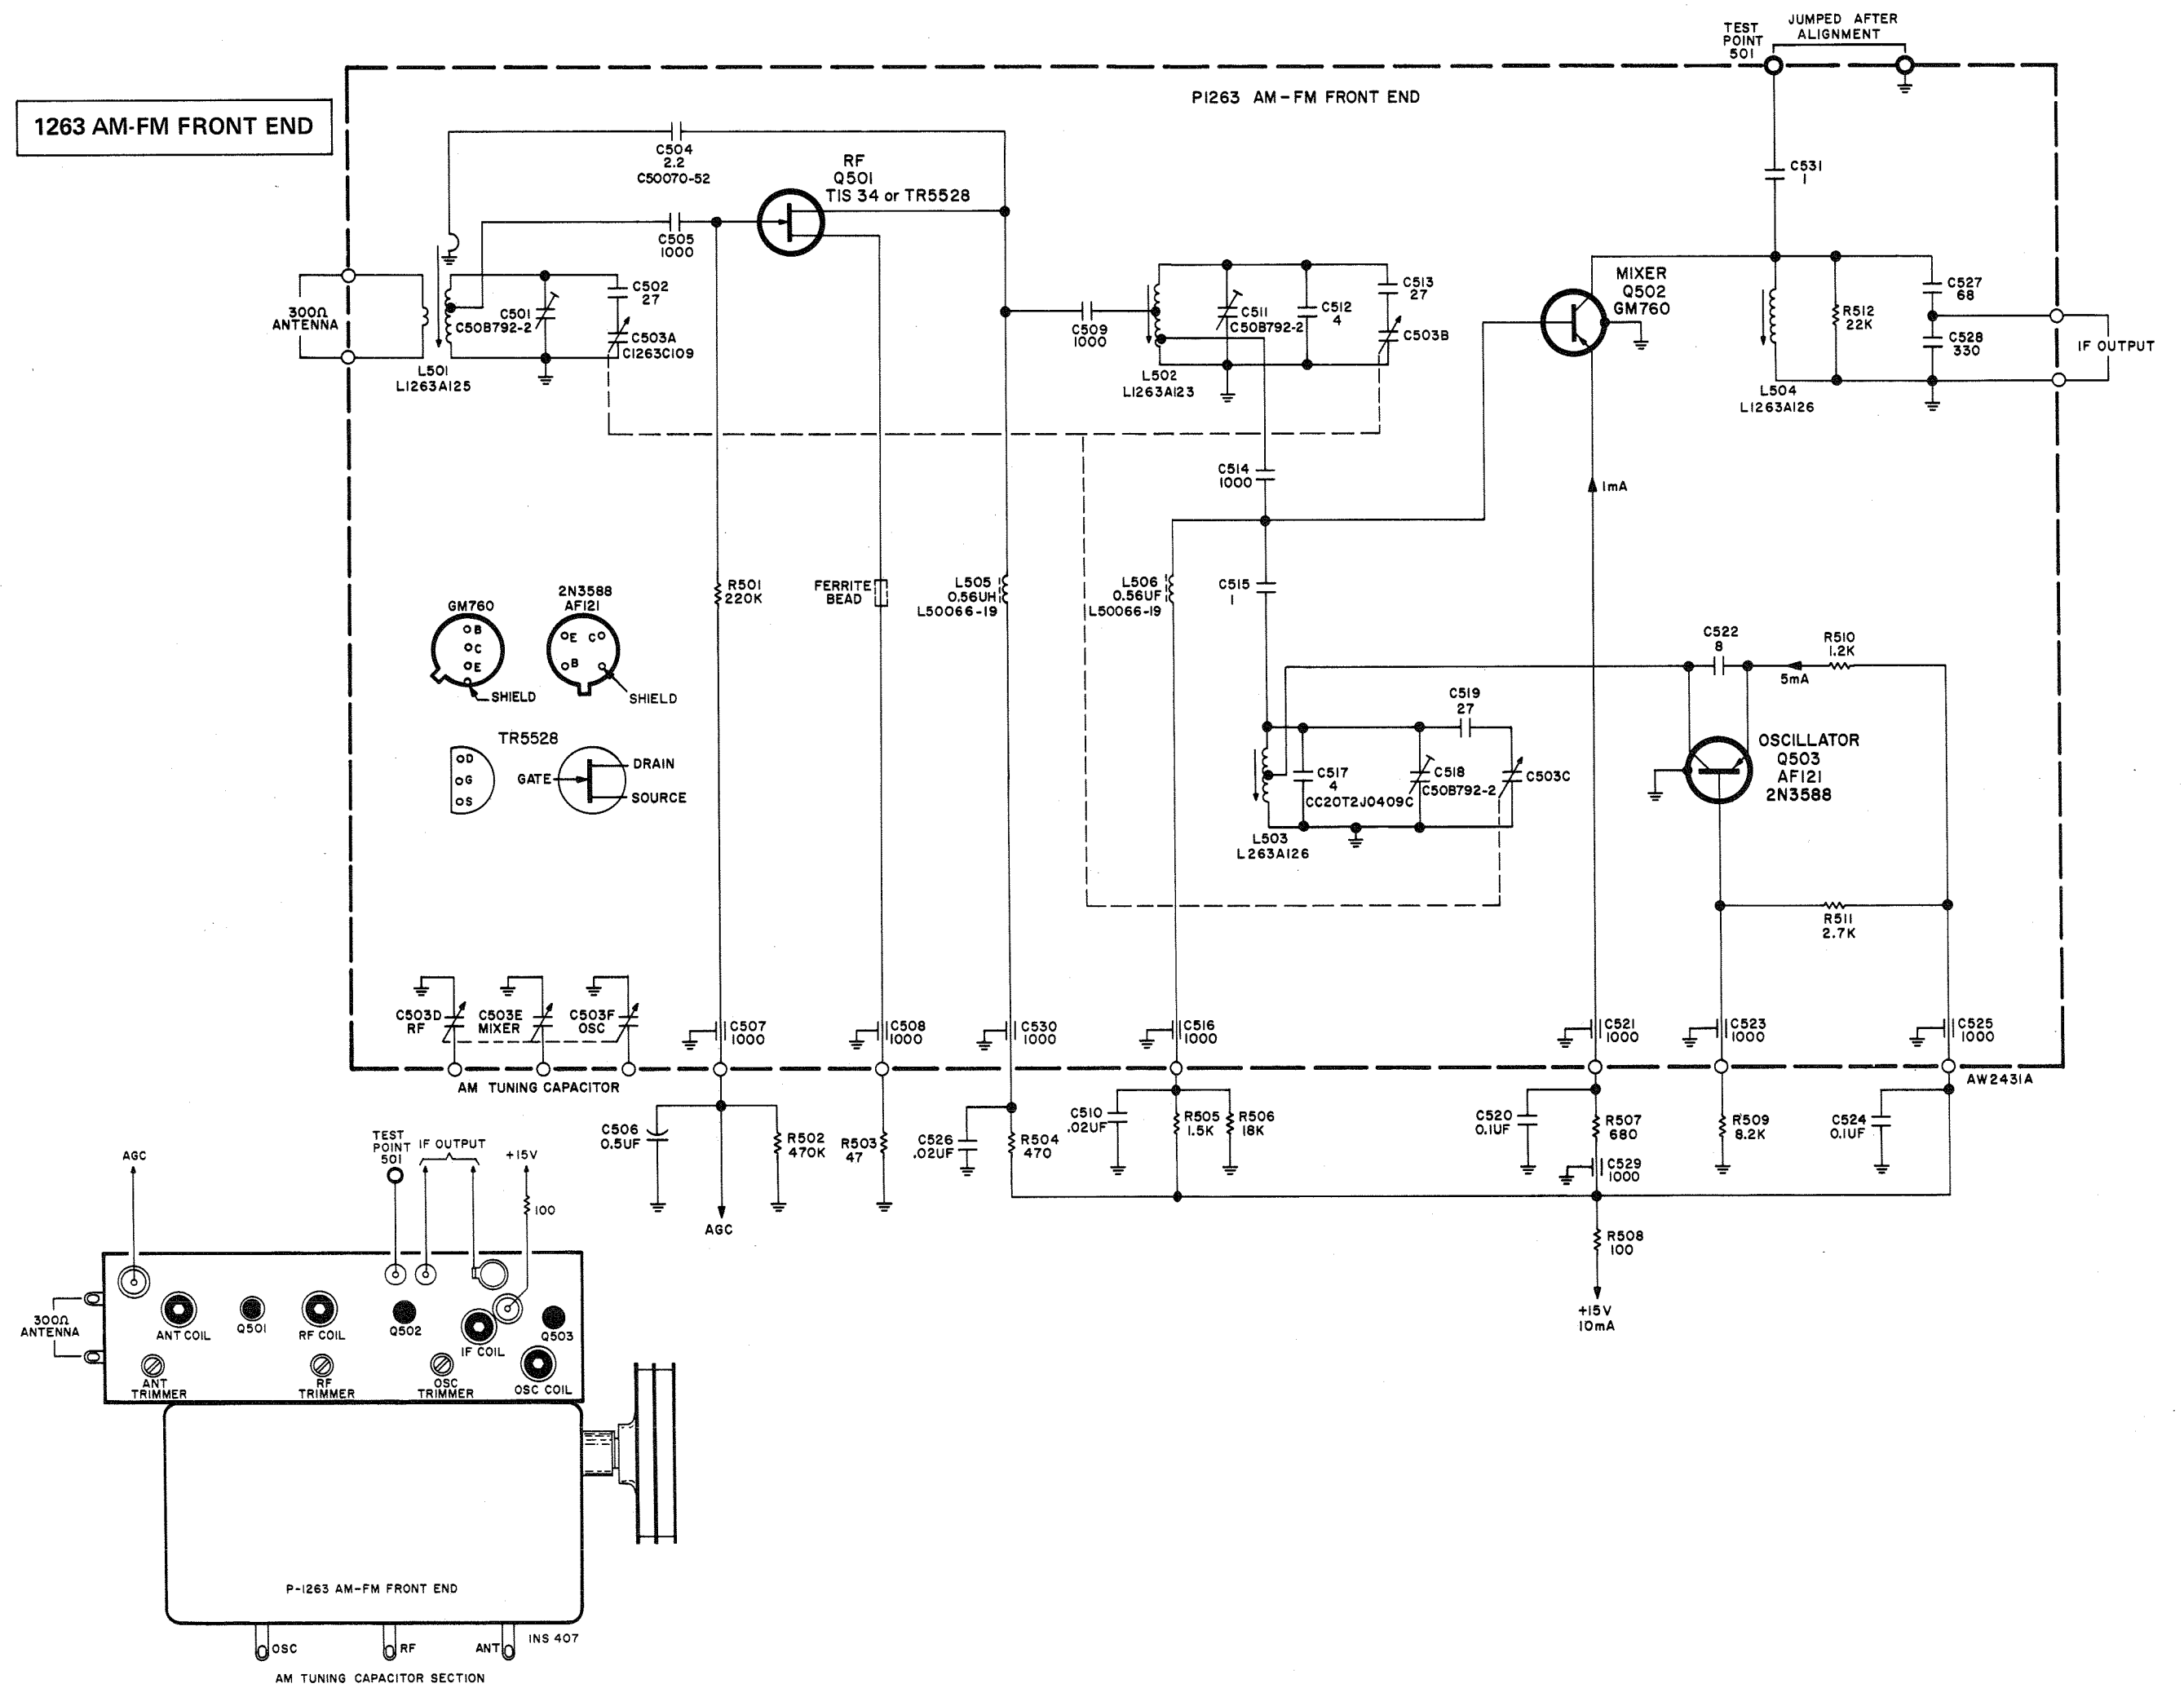 TEST
POINT
501
JUMPED AFTER
ALIGNMENT
P1263 AM-FM FRONT END
1263 AM-FM FRONT END
C504
2.2
C50070-52
RF
Q501
TIS 34 or TR5528
C505
1000
C531
1
300Ω
ANTENNA
C502
27
C501
C50B792-2
C503A
C1263C109
L501
L1263A125
C509
1000
C511
C50B792-2
C512
4
C513
27
C503B
L502
L1263A123
MIXER
Q502
GM760
R512
22K
C527
68
C528
330
IF OUTPUT
L504
L1263A126
C514
1000
1mA
R501
220K
FERRITE
BEAD
L505
0.56UH
L50066-19
L506
0.56UF
L50066-19
C515
1
GM760
B
C
E
SHIELD
2N3588
AF121
E
C
B
SHIELD
TR5528
D
G
S
GATE
DRAIN
SOURCE
C522
8
R510
1.2K
5mA
C519
27
C517
4
CC20T2J0409C
C518
C50B792-2
C503C
L503
L263A126
OSCILLATOR
Q503
AF121
2N3588
R511
2.7K
C503D
RF
C503E
MIXER
C503F
OSC
C507
1000
C508
1000
C530
1000
C516
1000
C521
1000
C523
1000
C525
1000
AM TUNING CAPACITOR
AW2431A
C506
0.5UF
R502
470K
R503
47
C526
.02UF
R504
470
C510
.02UF
R505
1.5K
R506
18K
C520
0.1UF
R507
680
C529
1000
R509
8.2K
C524
0.1UF
AGC
R508
100
+15V
10mA
AGC
TEST
POINT
501
IF OUTPUT
+15V
100
300Ω
ANTENNA
ANT COIL
Q501
RF COIL
Q502
IF COIL
Q503
ANT
TRIMMER
RF
TRIMMER
OSC
TRIMMER
OSC COIL
P-1263 AM-FM FRONT END
OSC
RF
ANT
INS 407
AM TUNING CAPACITOR SECTION